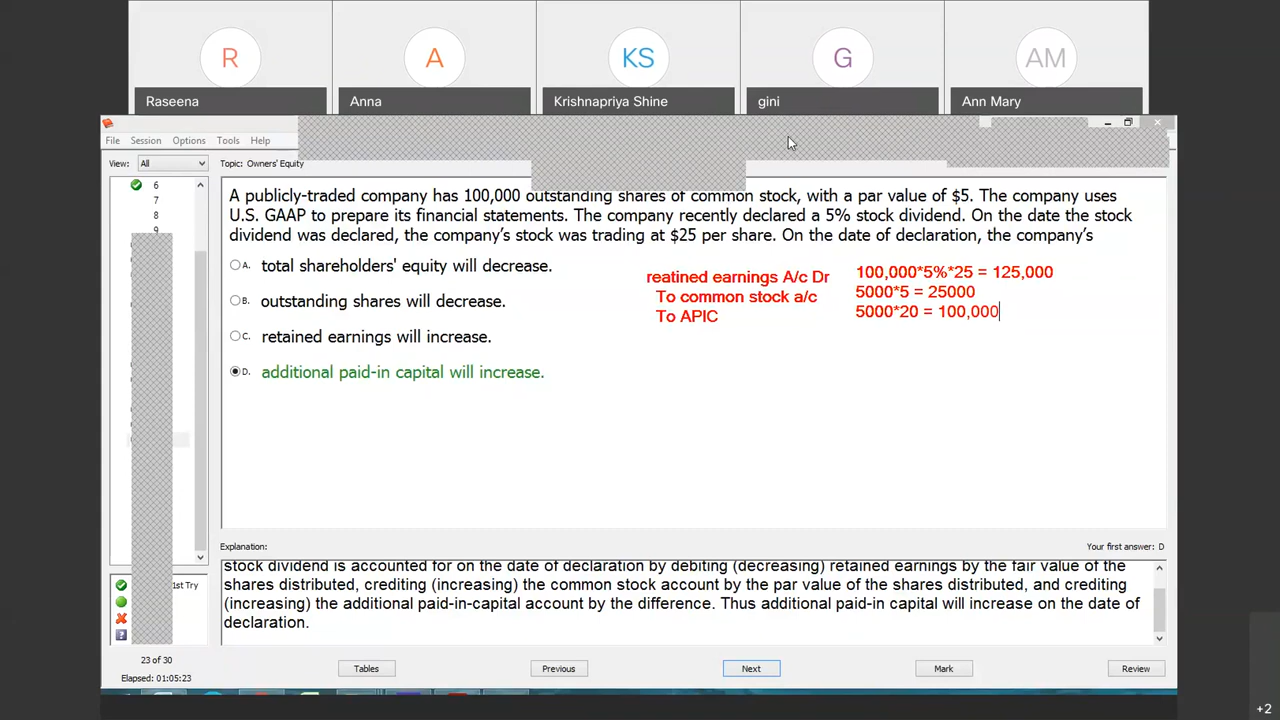 R
A
KS
G
AM
Raseena
Anna
Krishnapriya Shine
gini
Ann Mary
File Session Options Tools Help
View: All
Topic: Owners' Equity
6
7
8
9
A publicly-traded company has 100,000 outstanding shares of common stock, with a par value of $5. The company uses
U.S. GAAP to prepare its financial statements. The company recently declared a 5% stock dividend. On the date the stock
dividend was declared, the company's stock was trading at $25 per share. On the date of declaration, the company's
A. total shareholders' equity will decrease.
B. outstanding shares will decrease.
C. retained earnings will increase.
D. additional paid-in capital will increase.
reatined earnings A/c Dr
To common stock a/c
To APIC
100,000*5%*25 = 125,000
5000*5 = 25000
5000*20 = 100,000
Explanation:
Your first answer: D
stock dividend is accounted for on the date of declaration by debiting (decreasing) retained earnings by the fair value of the
shares distributed, crediting (increasing) the common stock account by the par value of the shares distributed, and crediting
(increasing) the additional paid-in-capital account by the difference. Thus additional paid-in capital will increase on the date of
declaration.
1st Try
23 of 30
Elapsed: 01:05:23
Tables
Previous
Next
Mark
Review
+2